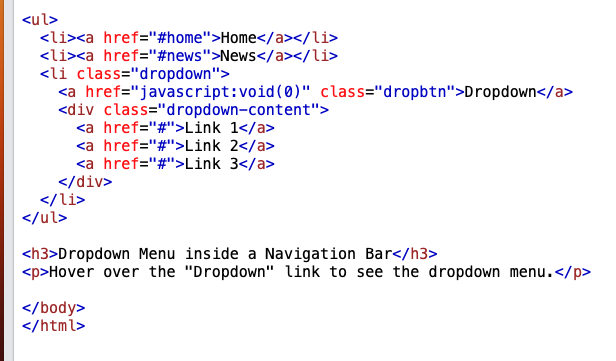 <ul>
  <li><a href="#home">Home</a></li>
  <li><a href="#news">News</a></li>
  <li class="dropdown">
    <a href="javascript:void(0)" class="dropbtn">Dropdown</a>
    <div class="dropdown-content">
      <a href="#">Link 1</a>
      <a href="#">Link 2</a>
      <a href="#">Link 3</a>
    </div>
  </li>
</ul>

<h3>Dropdown Menu inside a Navigation Bar</h3>
<p>Hover over the "Dropdown" link to see the dropdown menu.</p>

</body>
</html>